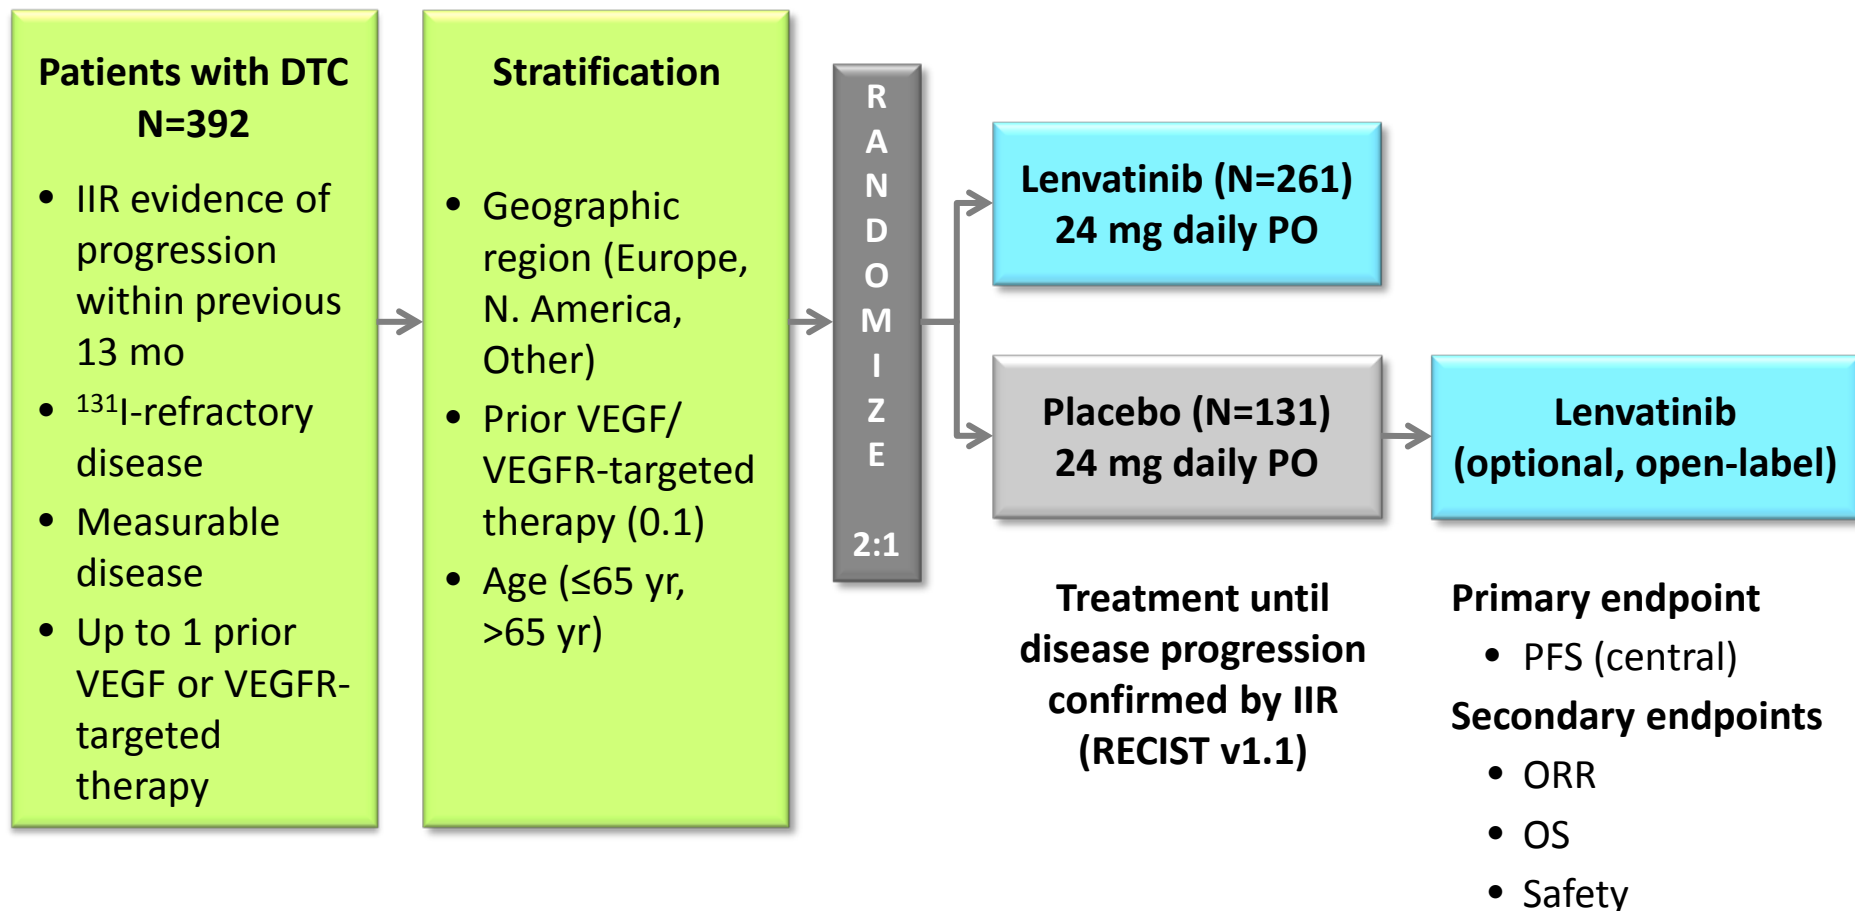 Patients with DTC
N=392
• IIR evidence of
progression
within previous
13 mo
• ¹³¹I-refractory
disease
• Measurable
disease
• Up to 1 prior
VEGF or VEGFR-
targeted
therapy
Stratification
• Geographic
region (Europe,
N. America,
Other)
• Prior VEGF/
VEGFR-targeted
therapy (0.1)
• Age (≤65 yr,
>65 yr)
R
A
N
D
O
M
I
Z
E
2:1
Lenvatinib (N=261)
24 mg daily PO
Placebo (N=131)
24 mg daily PO
Lenvatinib
(optional, open-label)
Treatment until
disease progression
confirmed by IIR
(RECIST v1.1)
Primary endpoint
• PFS (central)
Secondary endpoints
• ORR
• OS
• Safety